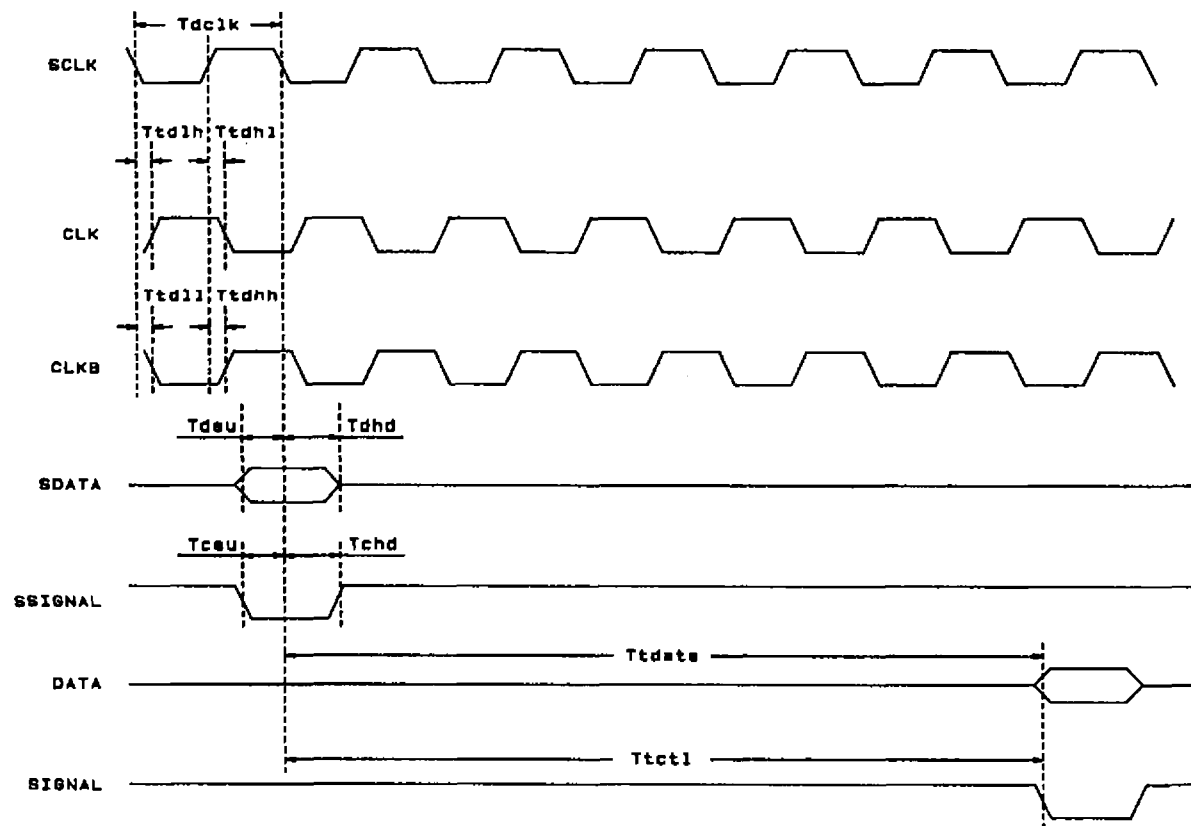 Tdclk
SCLK
Ttdlh Ttdhl
CLK
Ttdll Ttdhh
CLKB
Tdsu Tdhd
SDATA
Tcsu Tchd
SSIGNAL
Ttdata
DATA
Ttctl
SIGNAL